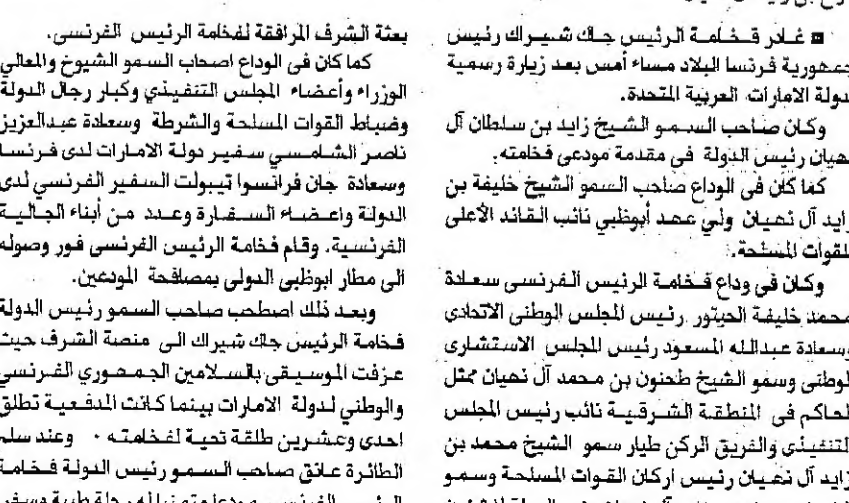 ■ غادر فخامة الرئيس جاك شيراك رئيس
جمهورية فرنسا البلاد مساء أمس بعد زيارة رسمية
لدولة الامارات العربية المتحدة.
وكان صاحب السمو الشيخ زايد بن سلطان آل
نهيان رئيس الدولة في مقدمة مودعي فخامته.
كما كان في الوداع صاحب السمو الشيخ خليفة بن
زايد آل نهيان ولي عهد أبوظبي نائب القائد الأعلى
للقوات المسلحة.
وكان في وداع فخامة الرئيس الفرنسي سعادة
محمد خليفة الحبتور رئيس المجلس الوطني الاتحادي
وسعادة عبدالله المسعود رئيس المجلس الاستشاري
الوطني وسمو الشيخ طحنون بن محمد آل نهيان ممثل
الحاكم في المنطقة الشرقية نائب رئيس المجلس
التنفيذي والفريق الركن طيار سمو الشيخ محمد بن
زايد آل نهيان رئيس اركان القوات المسلحة وسمو
بعثة الشرف المرافقة لفخامة الرئيس الفرنسي.
كما كان في الوداع اصحاب السمو الشيوخ والمعالي
الوزراء وأعضاء المجلس التنفيذي وكبار رجال الدولة
وضباط القوات المسلحة والشرطة وسعادة عبدالعزيز
ناصر الشامسي سفير دولة الامارات لدى فرنسا
وسعادة جان فرانسوا تيبولت السفير الفرنسي لدى
الدولة واعضاء السفارة وعدد من أبناء الجالية
الفرنسية. وقام فخامة الرئيس الفرنسي فور وصوله
الى مطار ابوظبي الدولي بمصافحة المودعين.
وبعد ذلك اصطحب صاحب السمو رئيس الدولة
فخامة الرئيس جاك شيراك الى منصة الشرف حيث
عزفت الموسيقى بالسلامين الجمهوري الفرنسي
والوطني لدولة الامارات بينما كانت المدفعية تطلق
احدى وعشرين طلقة تحية لفخامته . وعند سلم
الطائرة عانق صاحب السمو رئيس الدولة فخامة